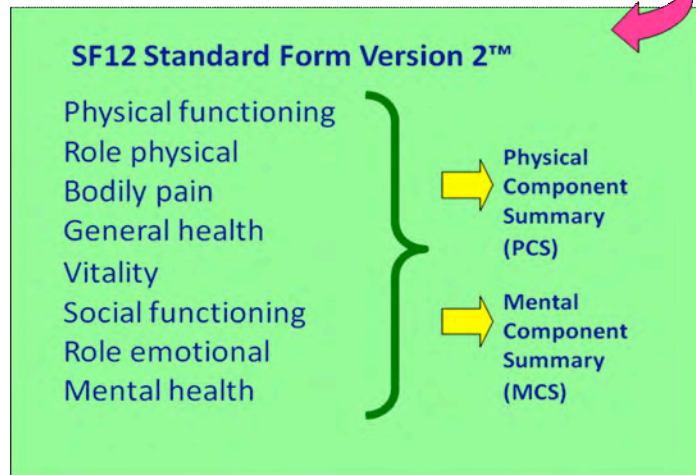 SF12 Standard Form Version 2™
Physical functioning
Role physical
Bodily pain
General health
Vitality
Social functioning
Role emotional
Mental health
Physical
Component
Summary
(PCS)
Mental
Component
Summary
(MCS)